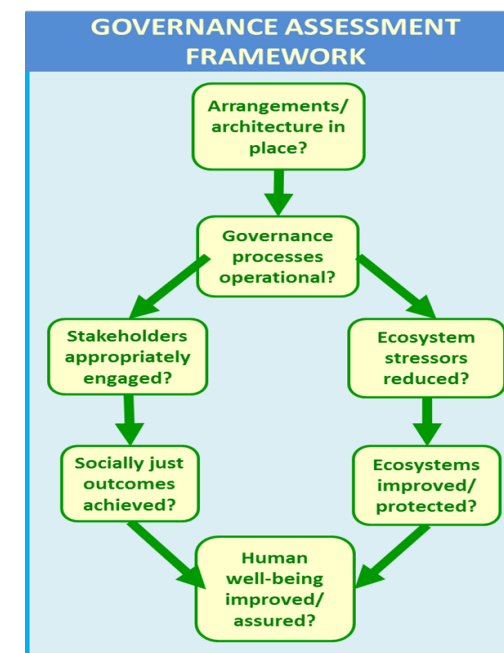 GOVERNANCE ASSESSMENT
FRAMEWORK
Arrangements/
architecture in
place?
Governance
processes
operational?
Stakeholders
appropriately
engaged?
Ecosystem
stressors
reduced?
Socially just
outcomes
achieved?
Ecosystems
improved/
protected?
Human
well-being
improved/
assured?